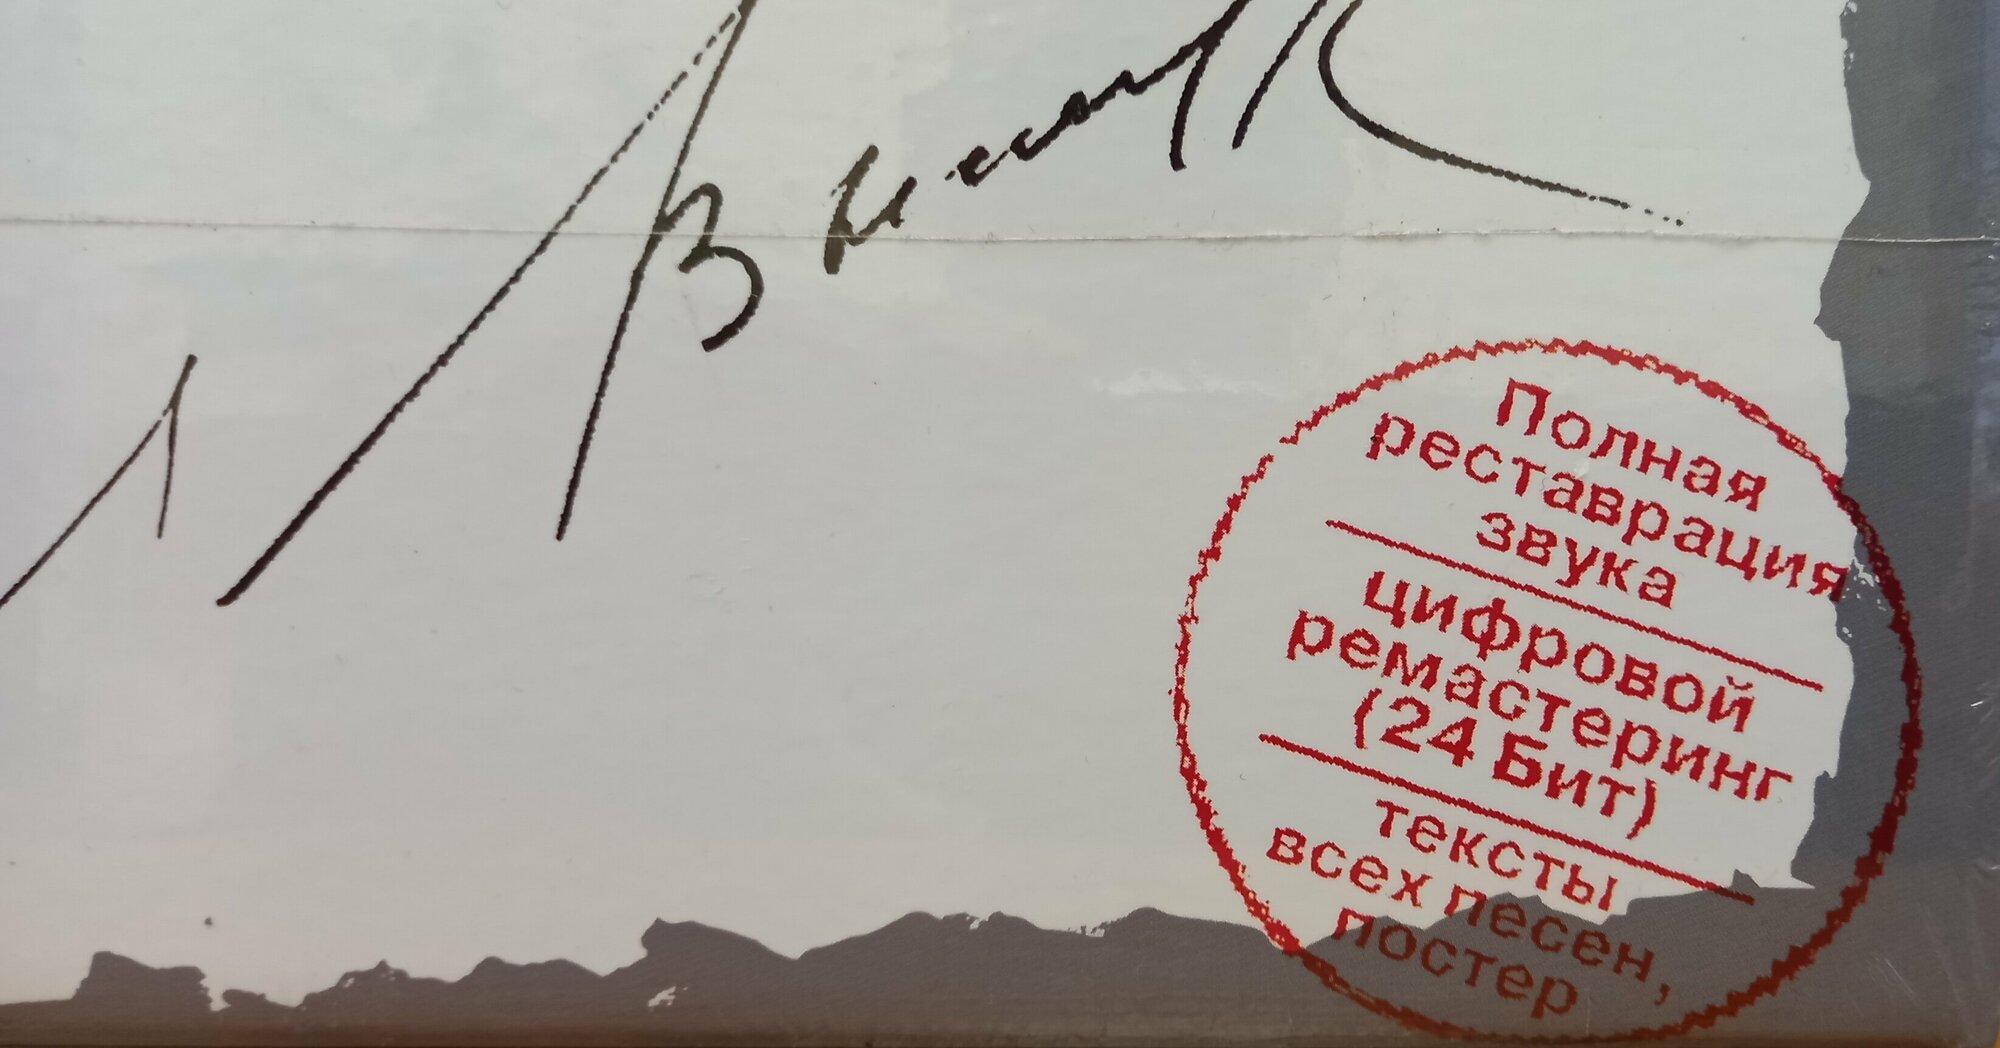 Полная
реставрация
звука
цифровой
ремастеринг
(24 Бит)
тексты
всех песен,
постер